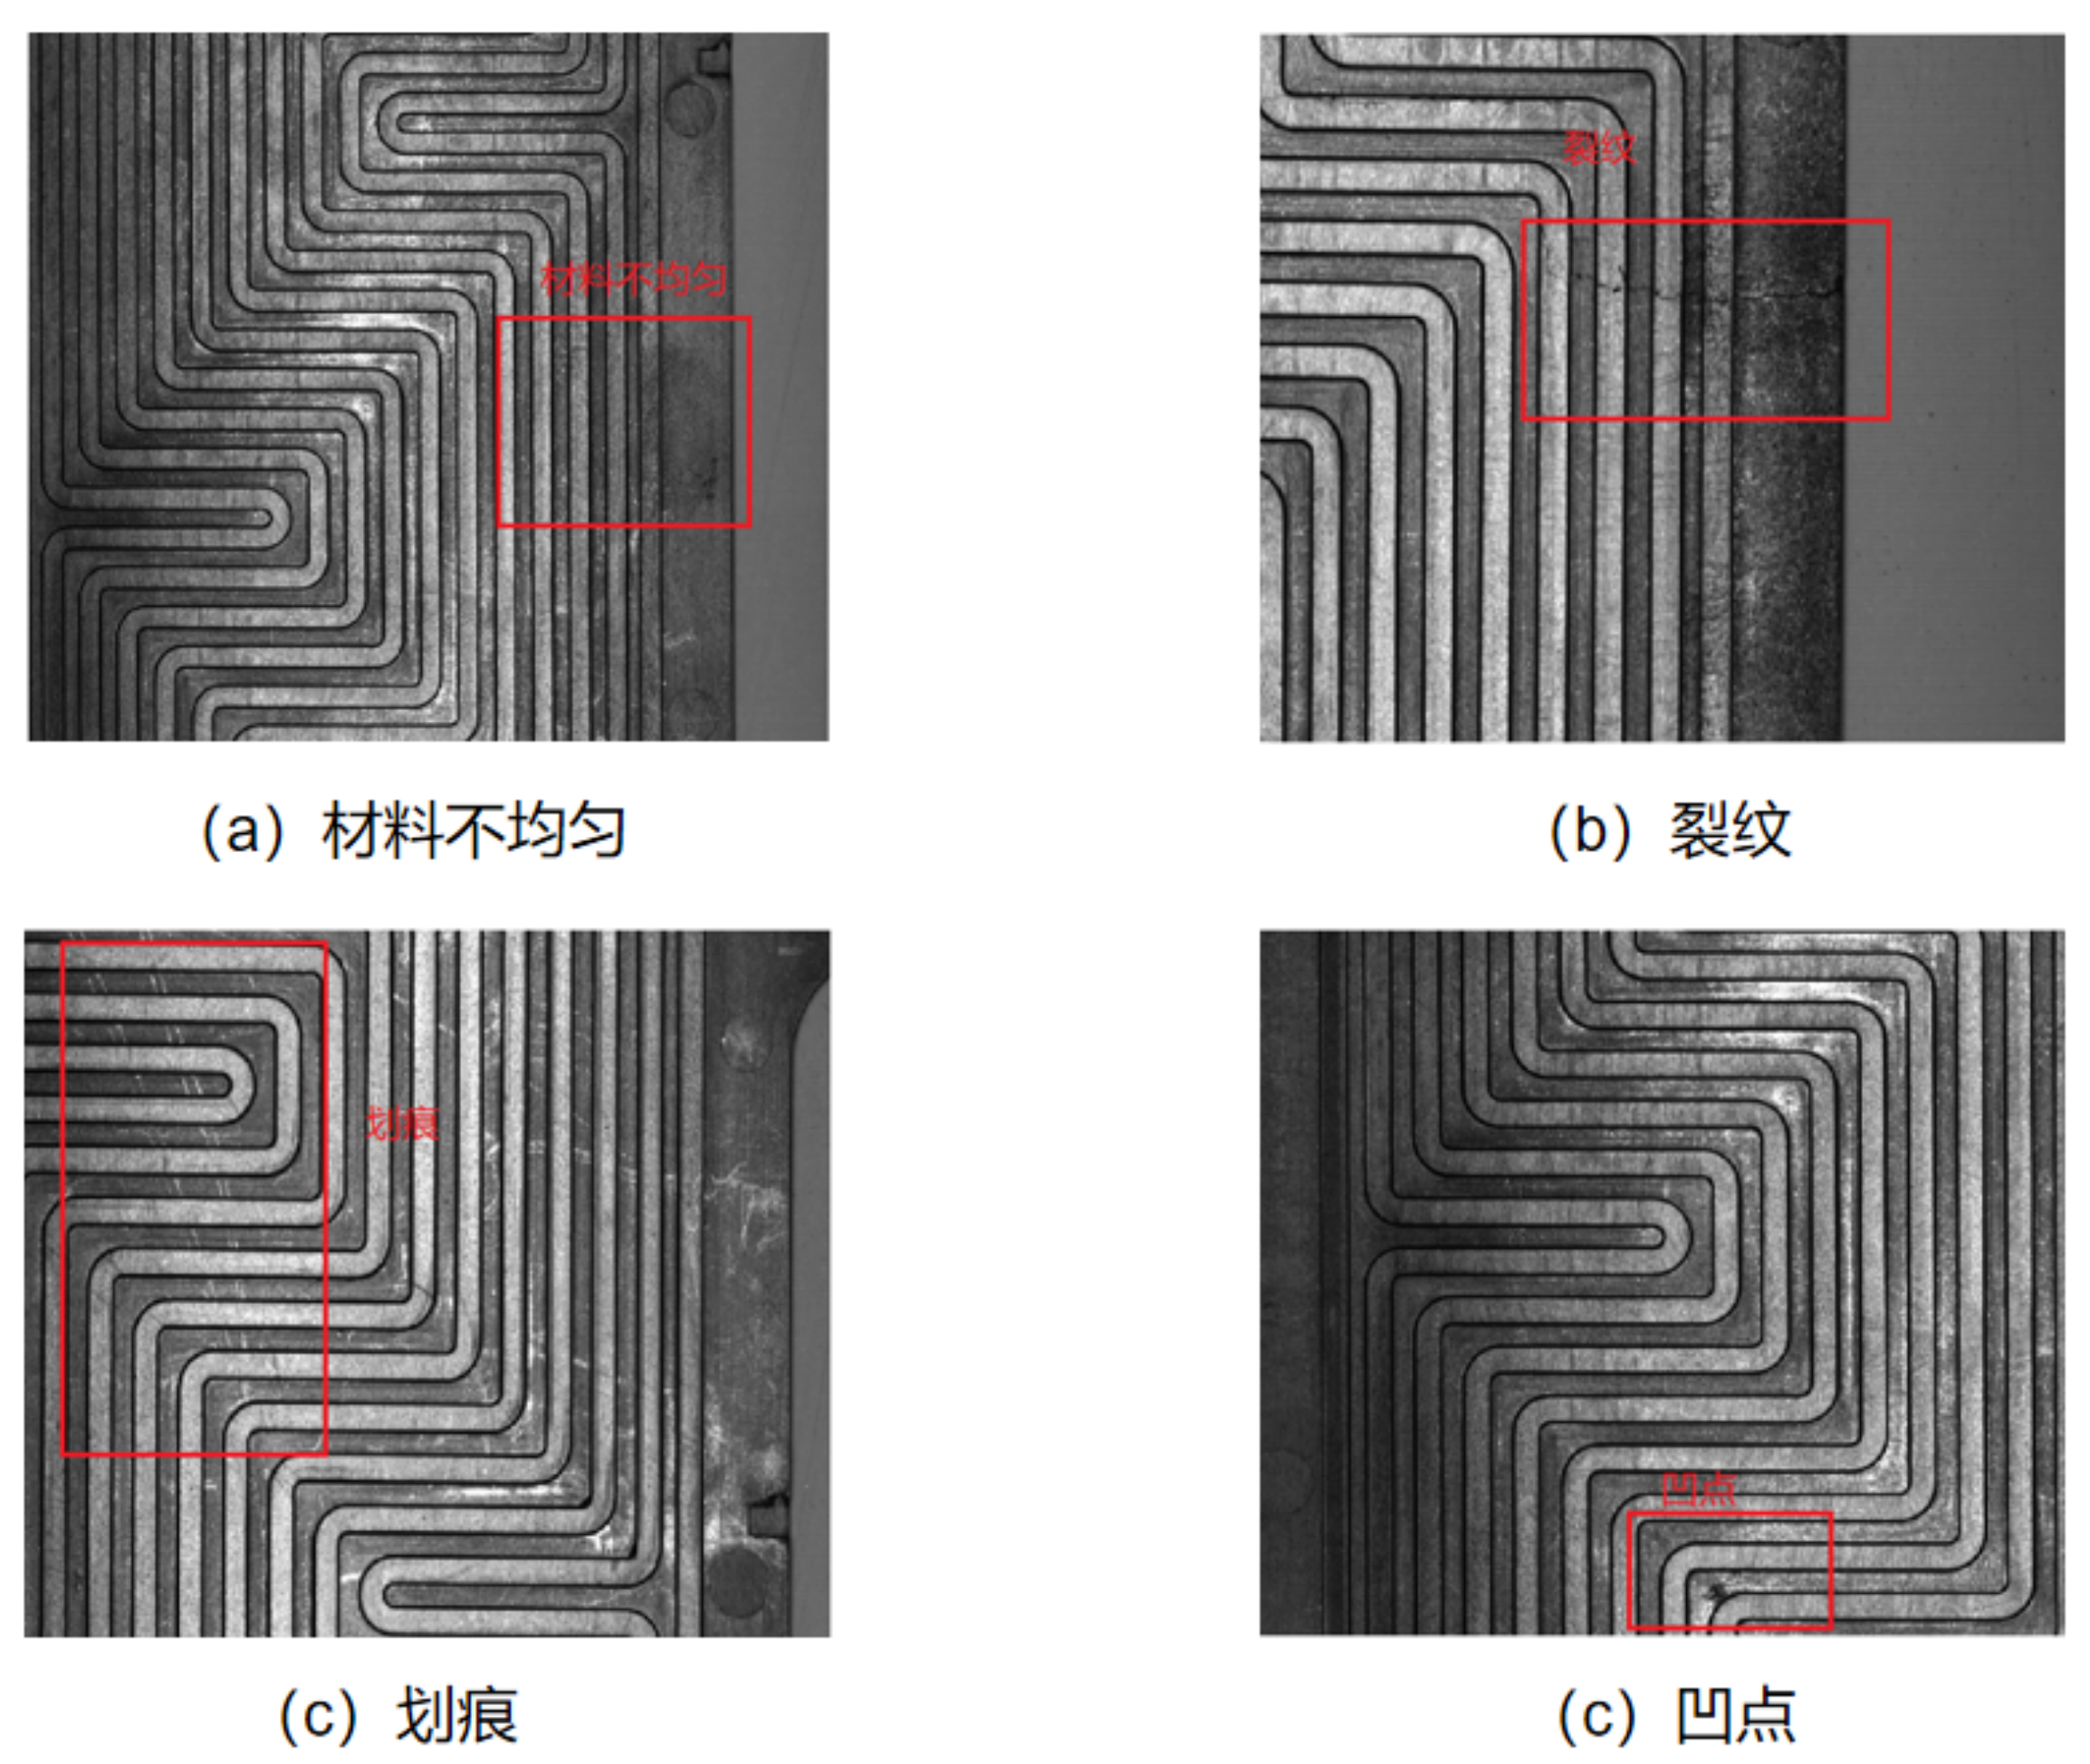 材料不均匀
裂纹
(a) 材料不均匀
(b) 裂纹
划痕
凹点
(c) 划痕
(c) 凹点